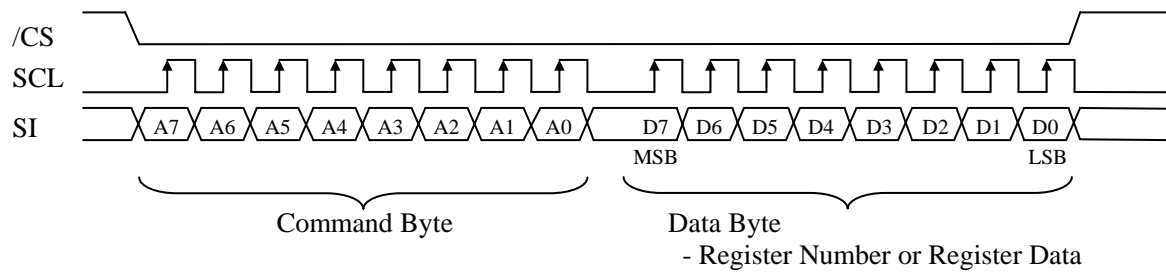 /CS
SCL
SI A7 A6 A5 A4 A3 A2 A1 A0 D7 D6 D5 D4 D3 D2 D1 D0
MSB LSB
Command Byte Data Byte
- Register Number or Register Data